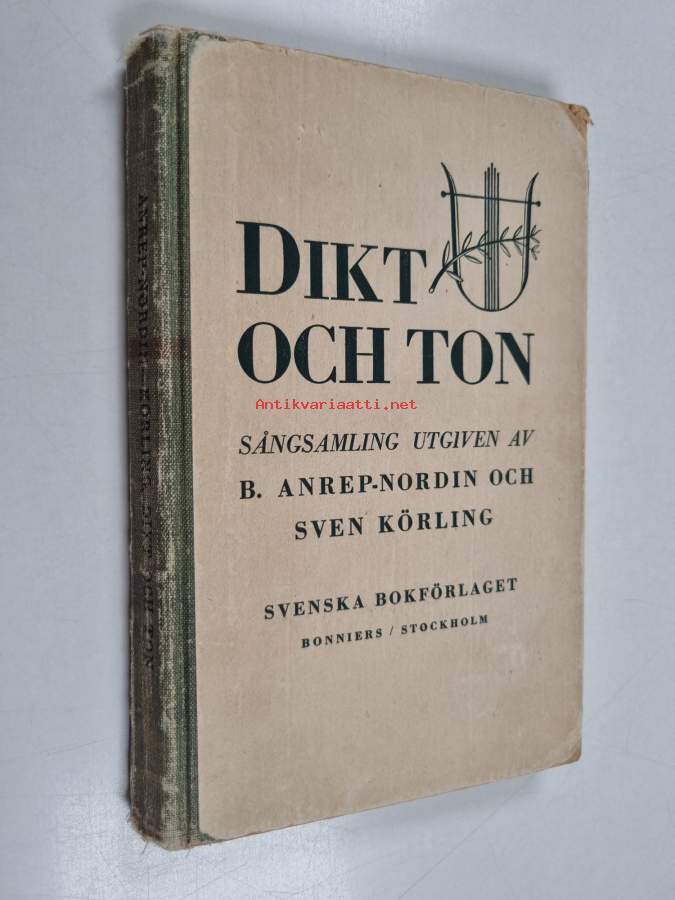 DIKT
OCH TON
Antikvariaatti.net
SÅNGSAMLING UTGIVEN AV
B. ANREP-NORDIN OCH
SVEN KÖRLING
SVENSKA BOKFÖRLAGET
BONNIERS / STOCKHOLM
ANREP-NORDIN-KÖRLING DIKT OCH TON